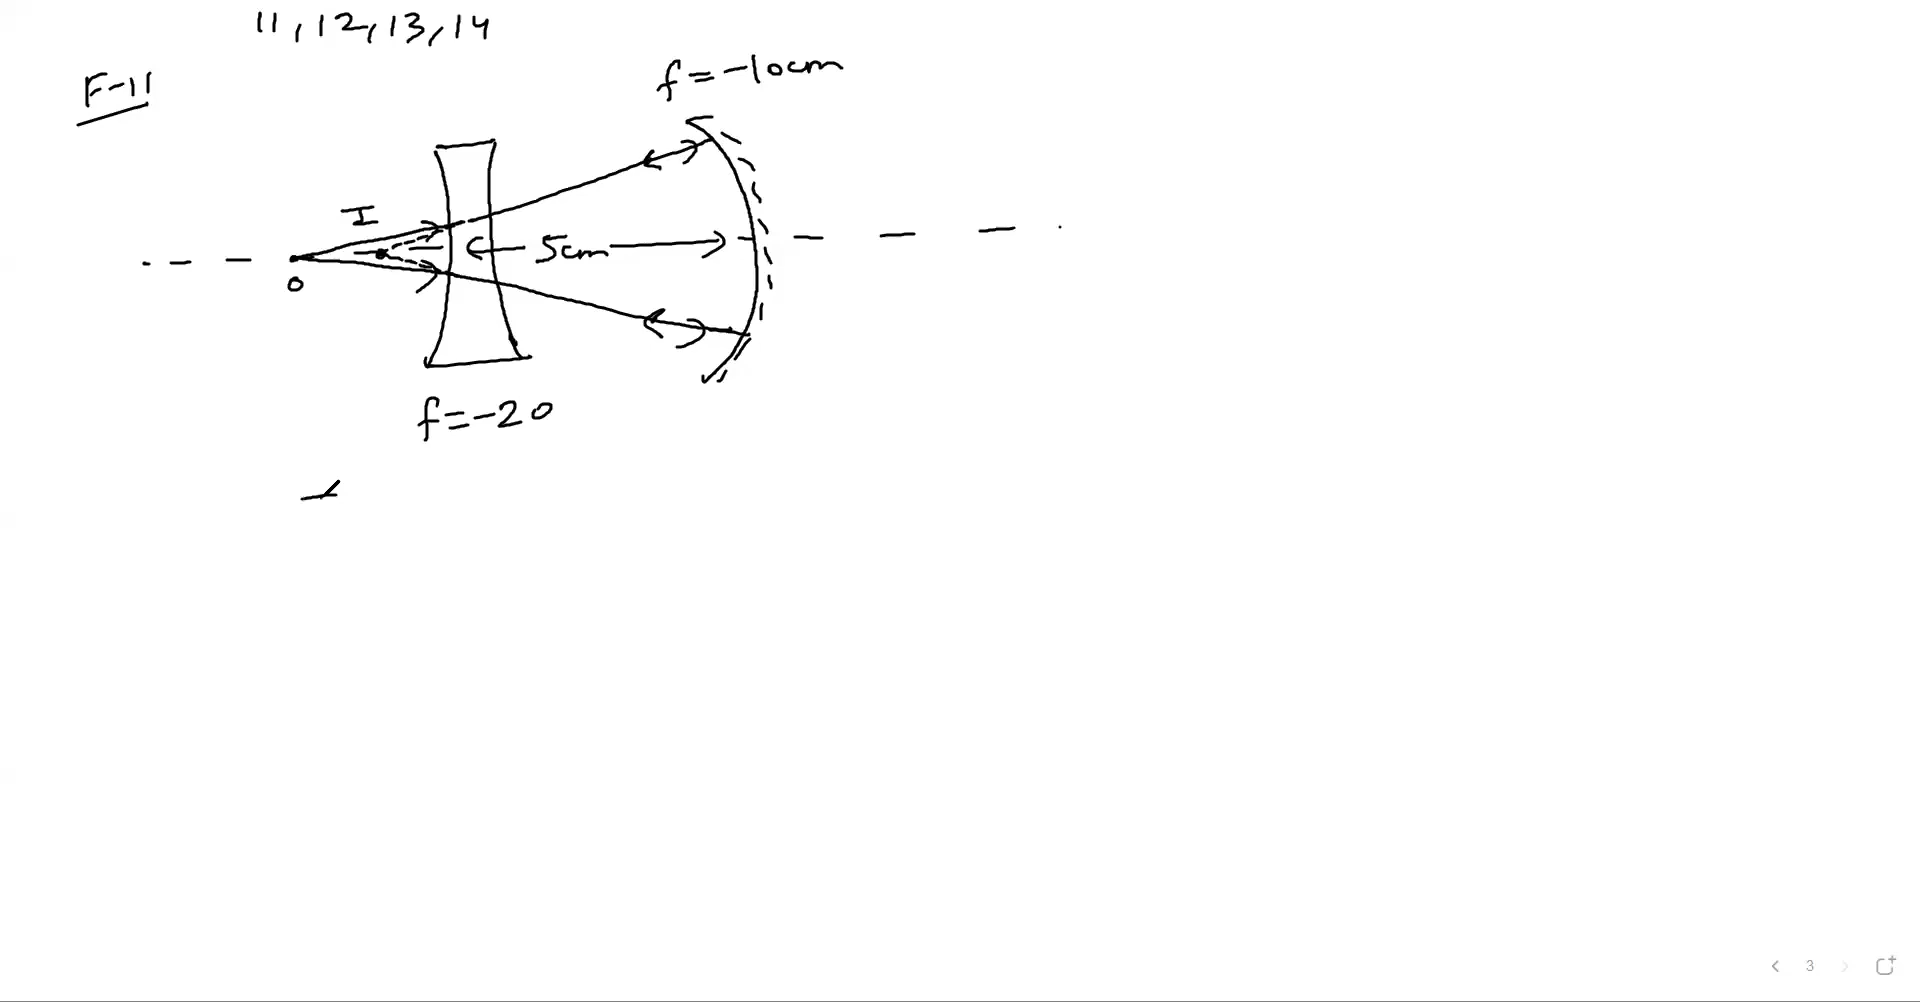 11, 12, 13, 14
F-11
f = -10cm
I
5cm
o
f = -20
3